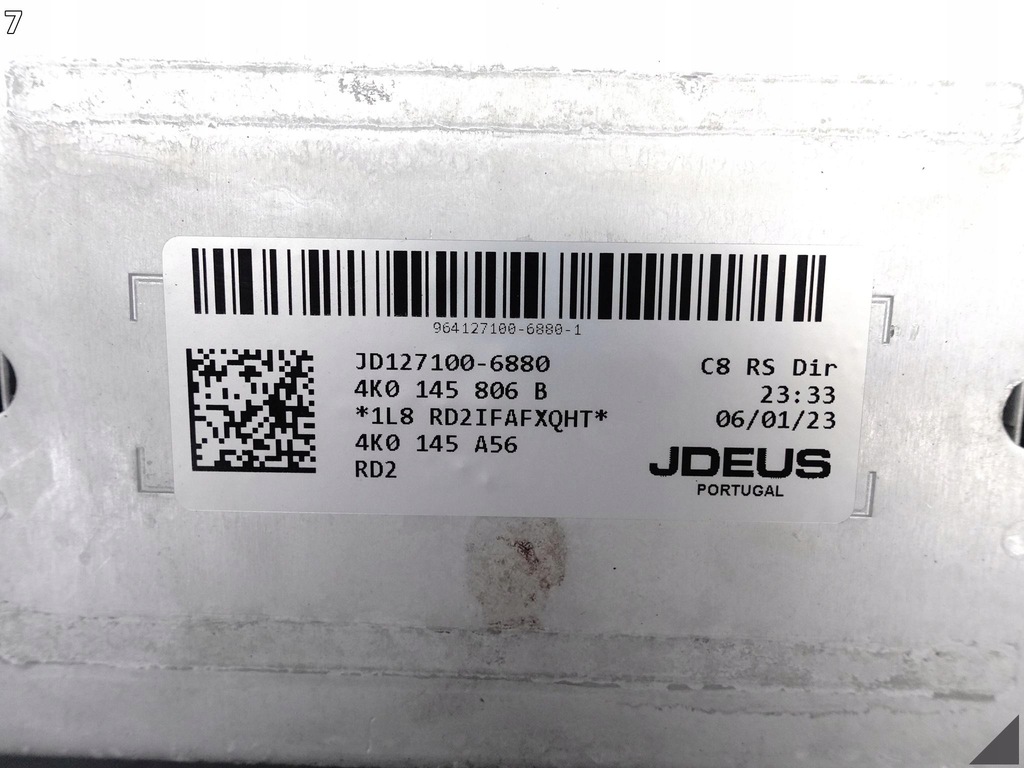 7
964127100-6880-1
JD127100-6880
4K0 145 806 B
*1L8 RD2IFAFXQHT*
4K0 145 A56
RD2
C8 RS Dir
23:33
06/01/23
JDEUS
PORTUGAL